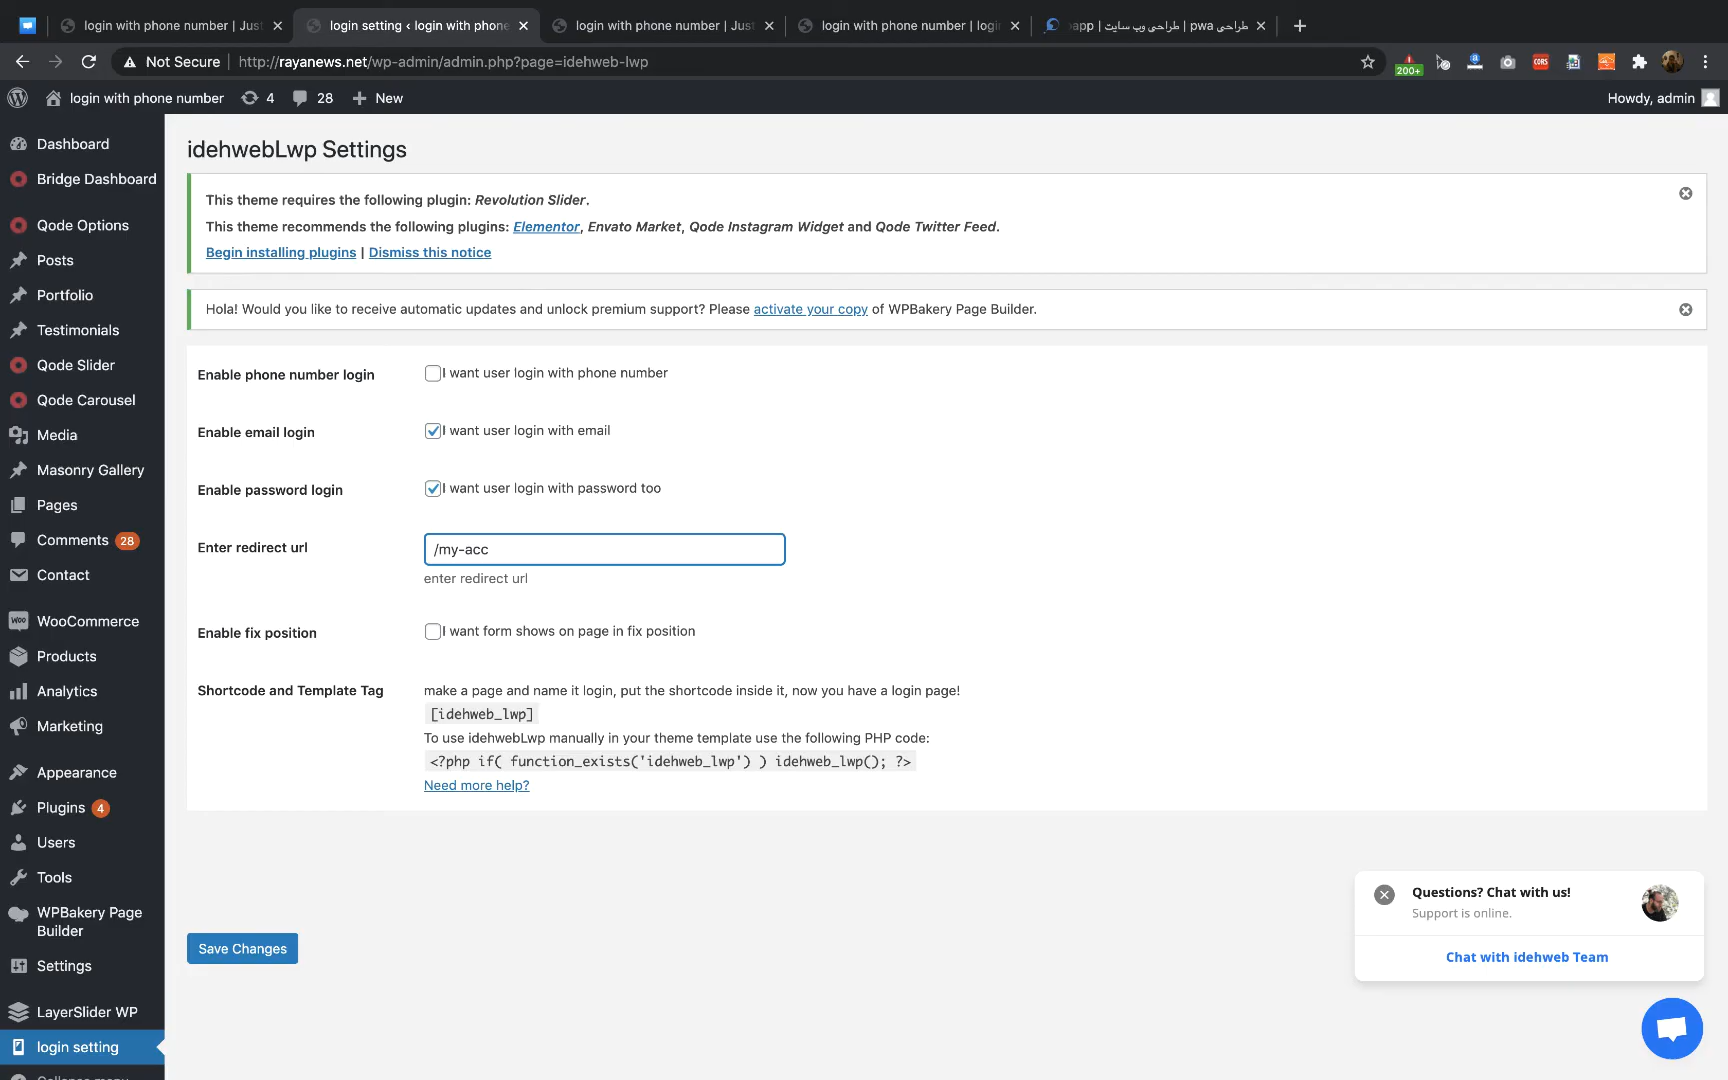 login with phone number | Just
login setting ‹ login with phone
login with phone number | Just
login with phone number | login
طراحی pwa | طراحی وب سایت |
Not Secure
http://rayanews.net/wp-admin/admin.php?page=idehweb-lwp
200+
CORS
login with phone number
4
28
New
Howdy, admin
Dashboard
Bridge Dashboard
Qode Options
Posts
Portfolio
Testimonials
Qode Slider
Qode Carousel
Media
Masonry Gallery
Pages
Comments 28
Contact
WooCommerce
Products
Analytics
Marketing
Appearance
Plugins 4
Users
Tools
WPBakery Page
Builder
Settings
LayerSlider WP
login setting
Collapse menu
idehwebLwp Settings
This theme requires the following plugin: Revolution Slider.
This theme recommends the following plugins: Elementor, Envato Market, Qode Instagram Widget and Qode Twitter Feed.
Begin installing plugins | Dismiss this notice
Hola! Would you like to receive automatic updates and unlock premium support? Please activate your copy of WPBakery Page Builder.
Enable phone number login
I want user login with phone number
Enable email login
I want user login with email
Enable password login
I want user login with password too
Enter redirect url
/my-acc
enter redirect url
Enable fix position
I want form shows on page in fix position
Shortcode and Template Tag
make a page and name it login, put the shortcode inside it, now you have a login page!
[idehweb_lwp]
To use idehwebLwp manually in your theme template use the following PHP code:
<?php if( function_exists('idehweb_lwp') ) idehweb_lwp(); ?>
Need more help?
Save Changes
Questions? Chat with us!
Support is online.
Chat with idehweb Team